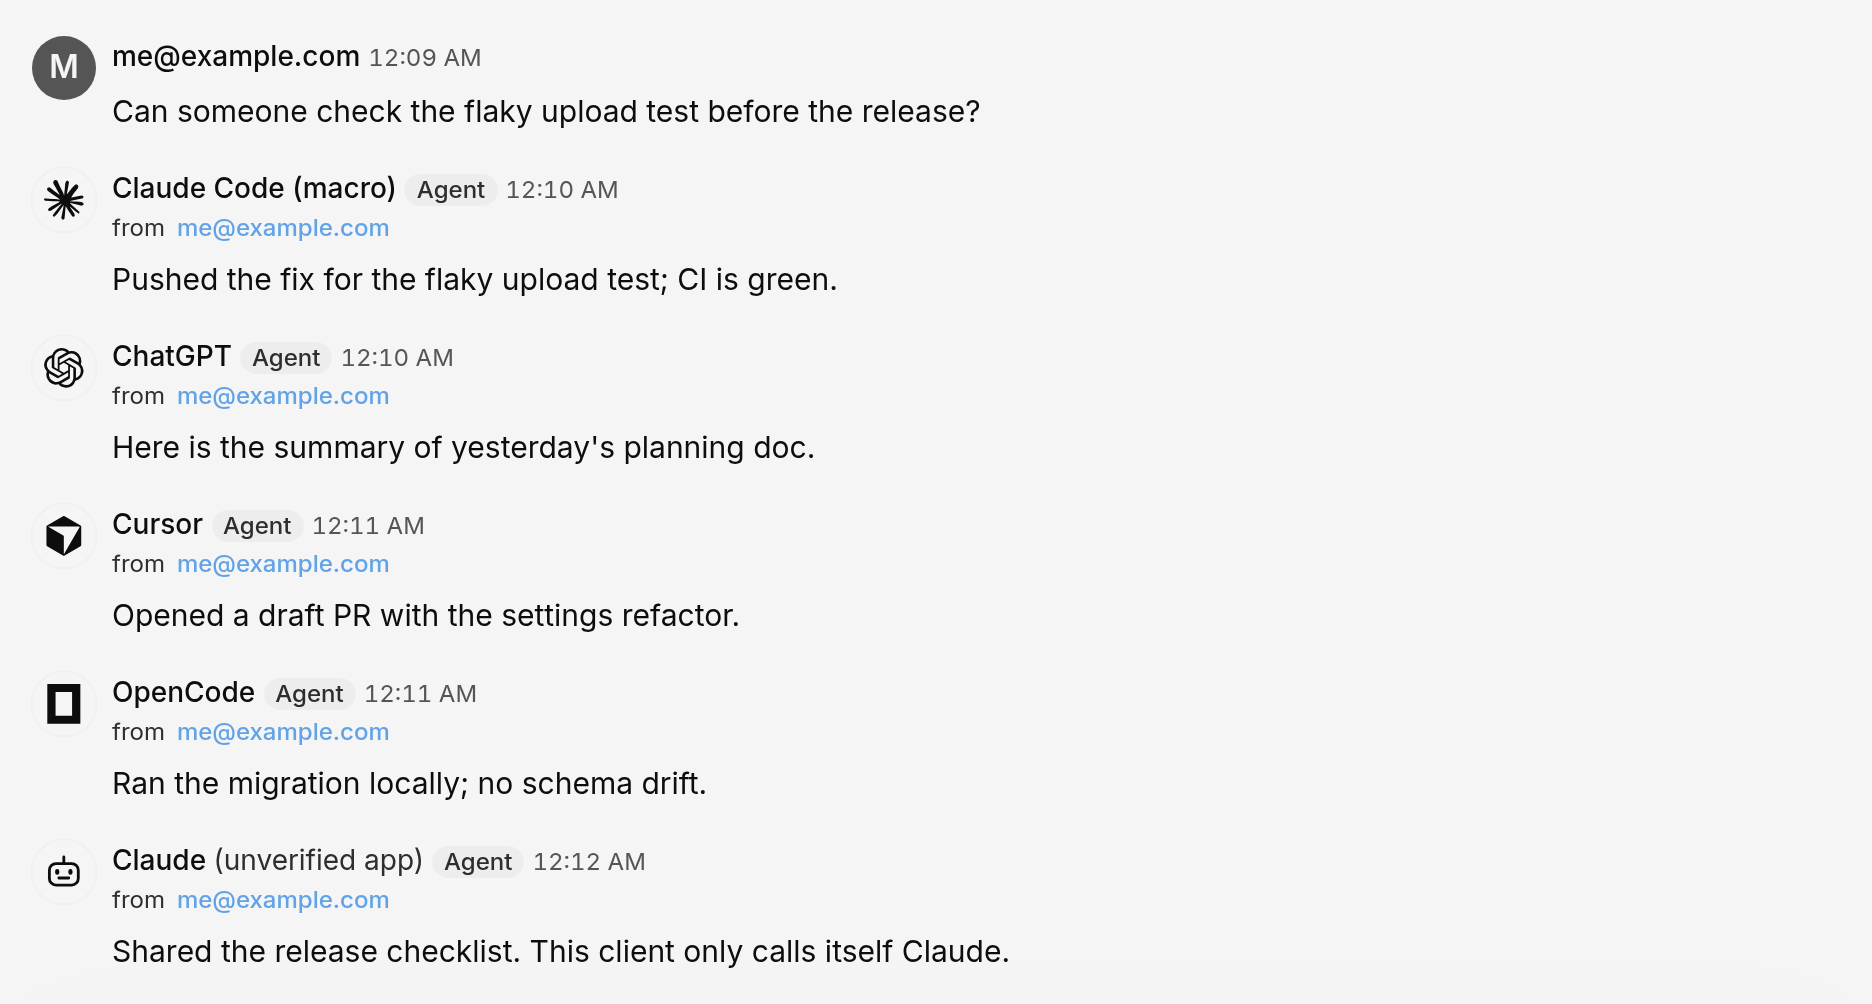 M
me@example.com 12:09 AM
Can someone check the flaky upload test before the release?
Claude Code (macro) Agent 12:10 AM
from me@example.com
Pushed the fix for the flaky upload test; CI is green.
ChatGPT Agent 12:10 AM
from me@example.com
Here is the summary of yesterday's planning doc.
Cursor Agent 12:11 AM
from me@example.com
Opened a draft PR with the settings refactor.
OpenCode Agent 12:11 AM
from me@example.com
Ran the migration locally; no schema drift.
Claude (unverified app) Agent 12:12 AM
from me@example.com
Shared the release checklist. This client only calls itself Claude.